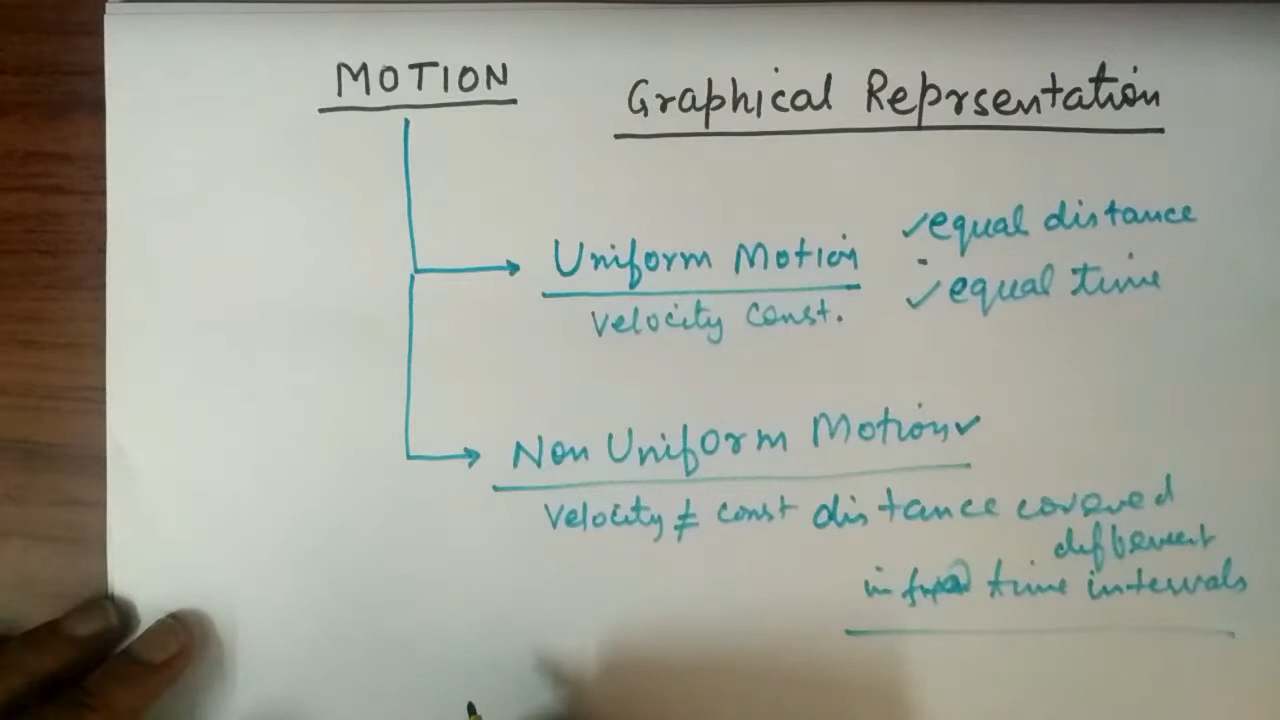 MOTION
Graphical Reprsentation
Uniform Motion
Velocity Const.
✓equal distance
✓equal time
Non Uniform Motion✓
Velocity ≠ const distance covered
different
in time intervals